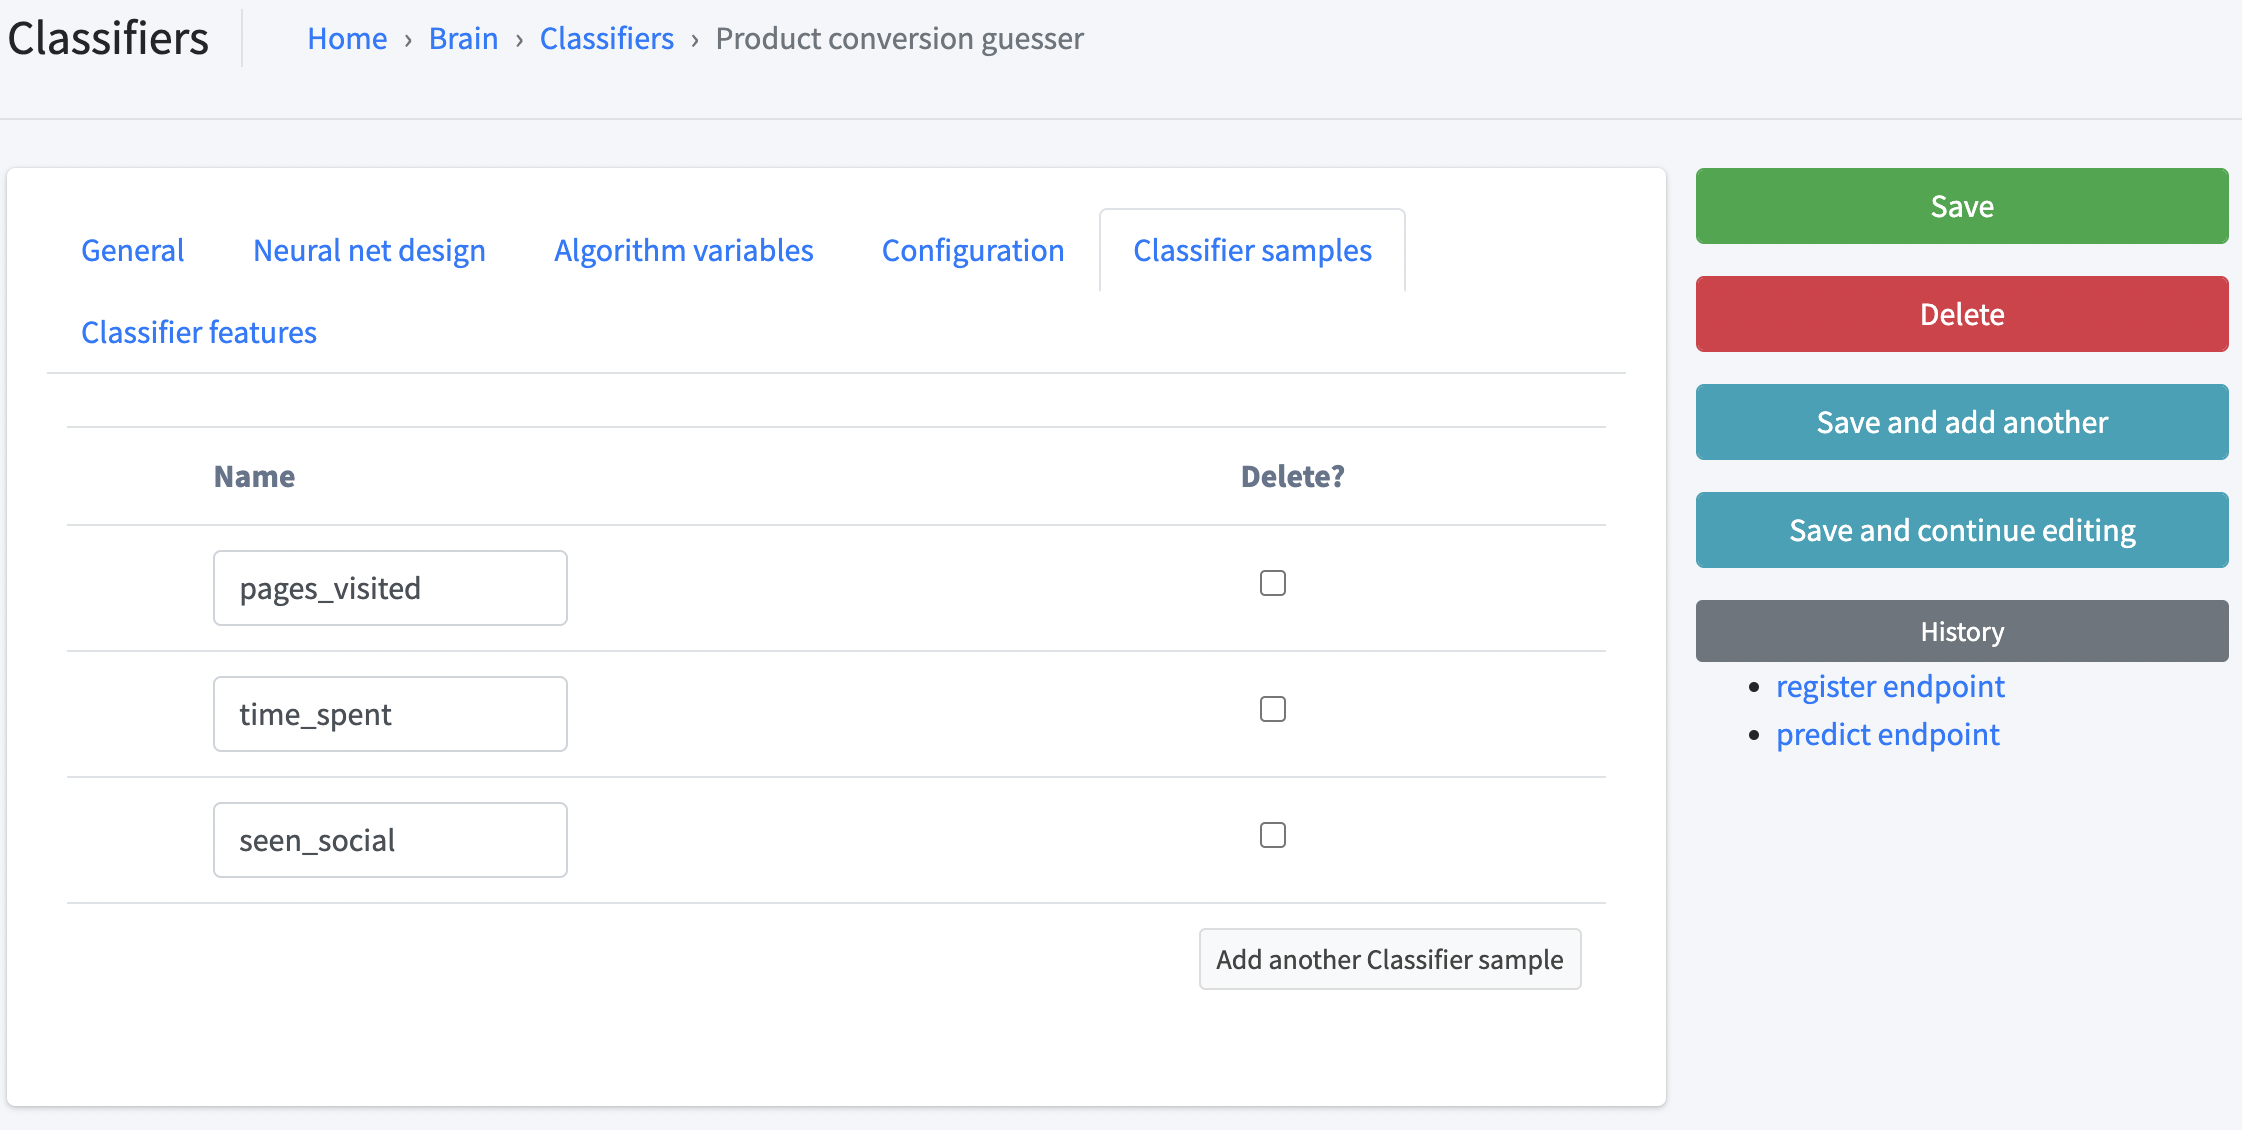 Classifiers
Home › Brain › Classifiers › Product conversion guesser
General Neural net design Algorithm variables Configuration Classifier samples
Classifier features
Name Delete?
pages_visited
time_spent
seen_social
Add another Classifier sample
Save
Delete
Save and add another
Save and continue editing
History
register endpoint
predict endpoint